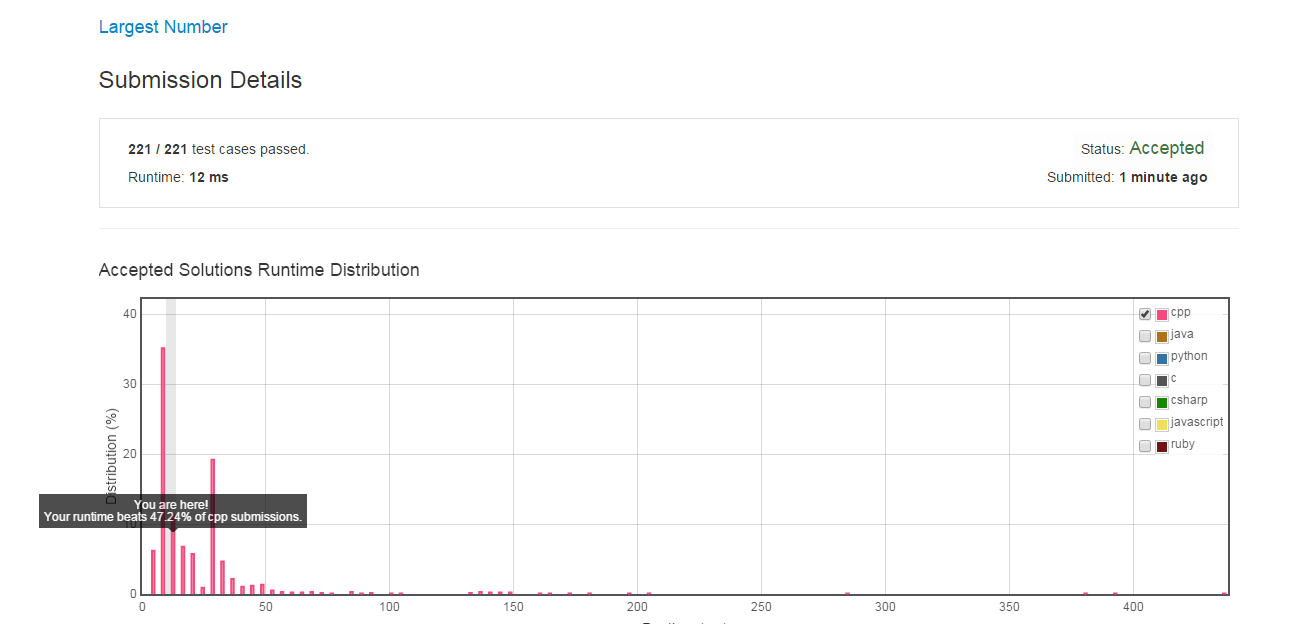 Largest Number
Submission Details
221 / 221 test cases passed.
Status: Accepted
Runtime: 12 ms
Submitted: 1 minute ago
Accepted Solutions Runtime Distribution
40
30
20
10
0
Distribution (%)
You are here!
Your runtime beats 47.24% of cpp submissions.
cpp
java
python
c
csharp
javascript
ruby
0 50 100 150 200 250 300 350 400